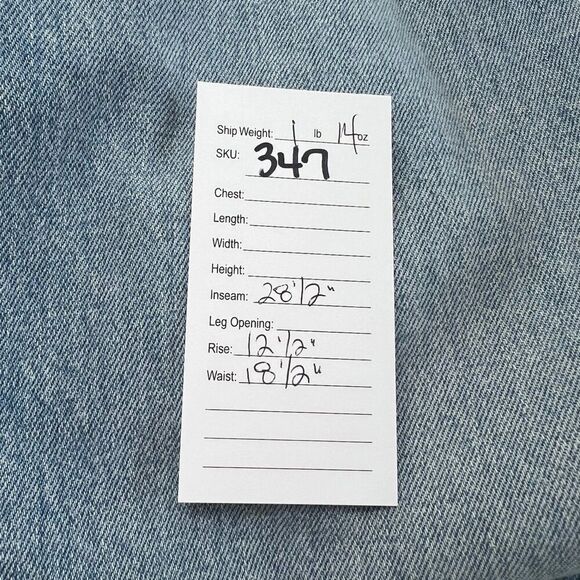 Ship Weight: 1 lb 14 oz
SKU: 347
Chest:
Length:
Width:
Height:
Inseam: 28 1/2"
Leg Opening:
Rise: 12 1/2"
Waist: 18 1/2"